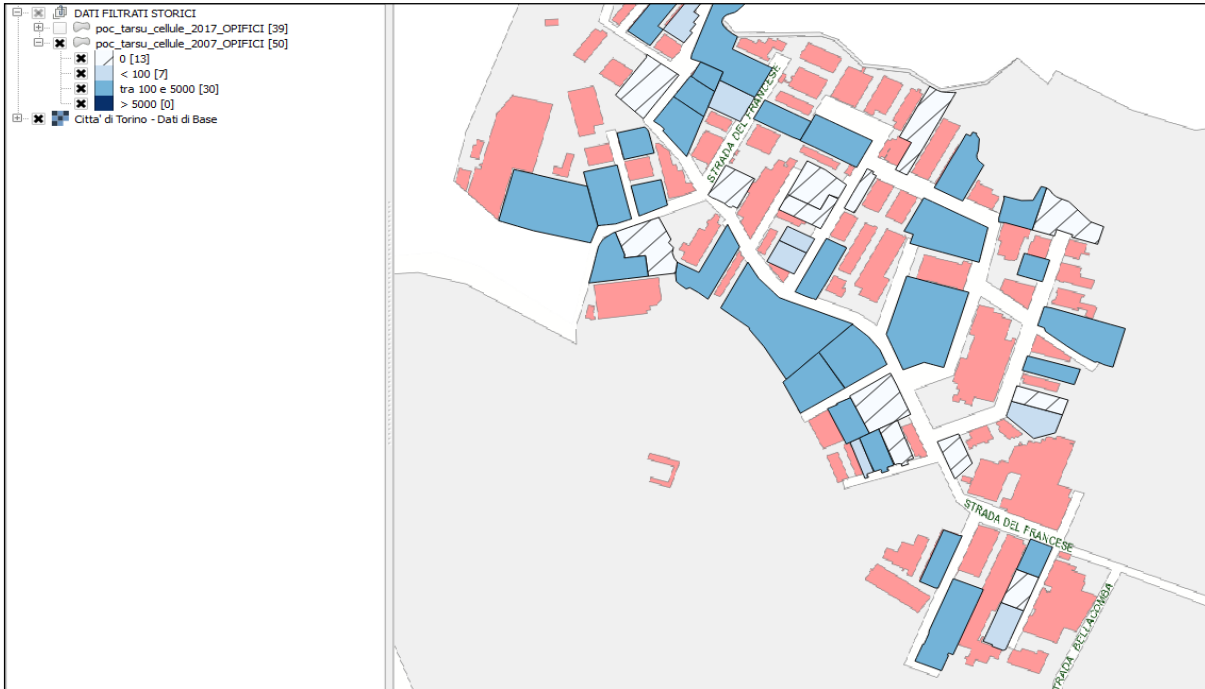 DATI FILTRATI STORICI
poc_tarsu_cellule_2017_OPIFICI [39]
poc_tarsu_cellule_2007_OPIFICI [50]
0 [13]
< 100 [7]
tra 100 e 5000 [30]
> 5000 [0]
Citta' di Torino - Dati di Base
STRADA DEL FRANCESE
STRADA DEL FRANCESE
STRADA BELLACOMBA